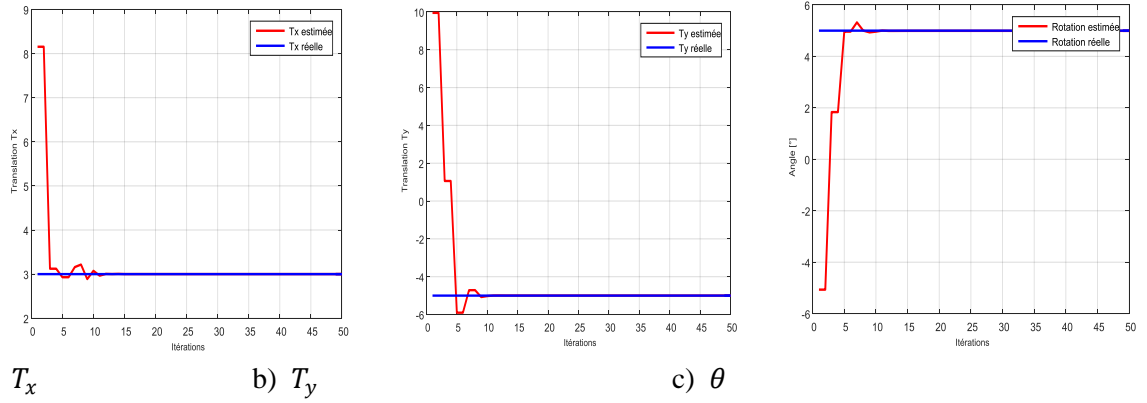 9
8
7
6
5
4
3
2
Translation Tx
Tx estimée
Tx réelle
0 5 10 15 20 25 30 35 40 45 50
Itérations
10
8
6
4
2
0
-2
-4
-6
Translation Ty
Ty estimée
Ty réelle
0 5 10 15 20 25 30 35 40 45 50
Itérations
6
4
2
0
-2
-4
-6
Angle [°]
Rotation estimée
Rotation réelle
0 5 10 15 20 25 30 35 40 45 50
Itérations
Tx b) Ty c) θ